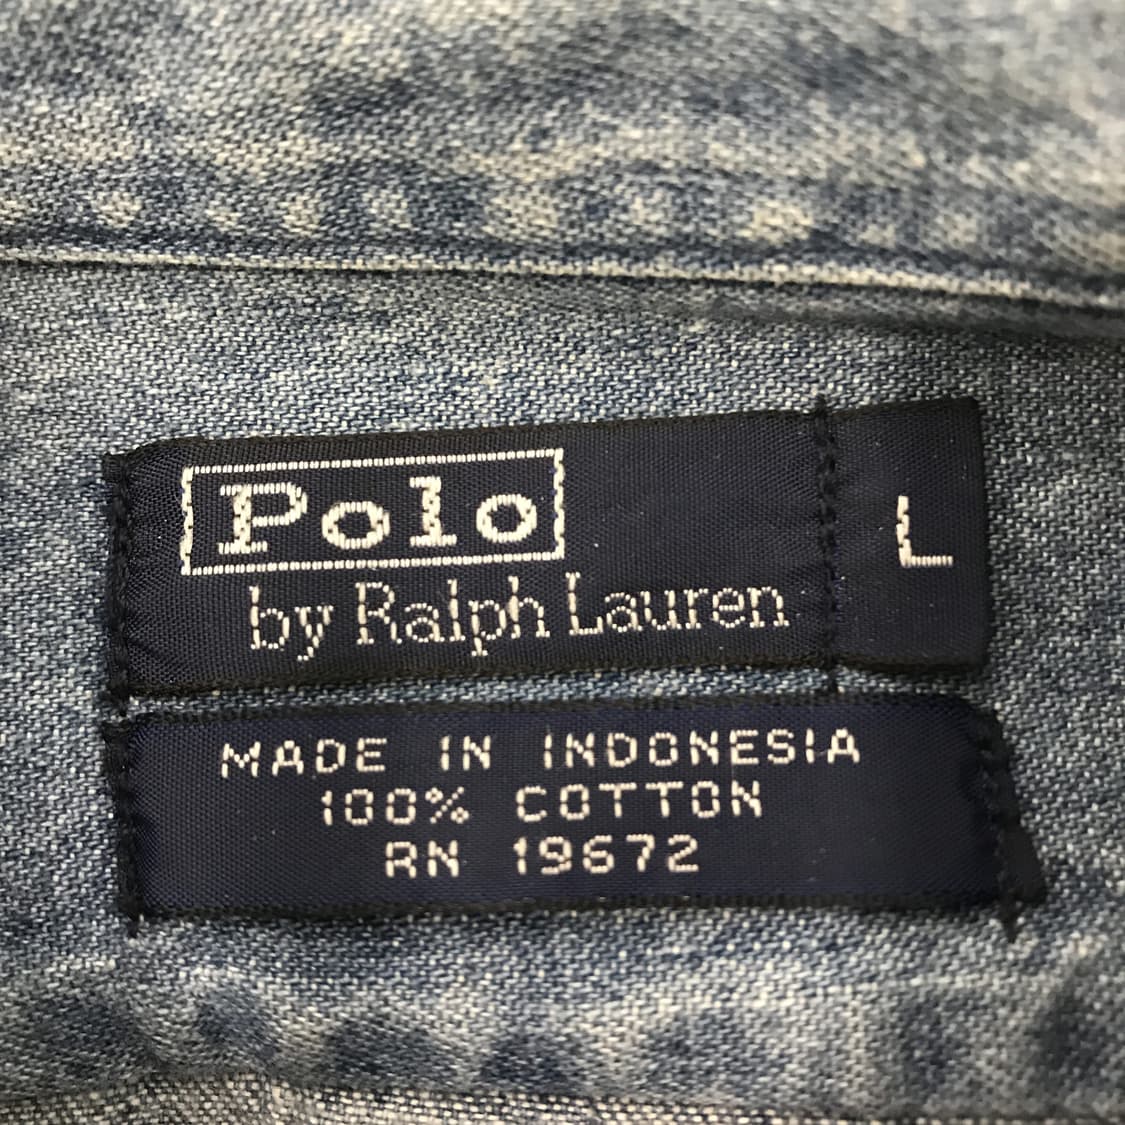 Polo
by Ralph Lauren
L
MADE IN INDONESIA
100% COTTON
RN 19672